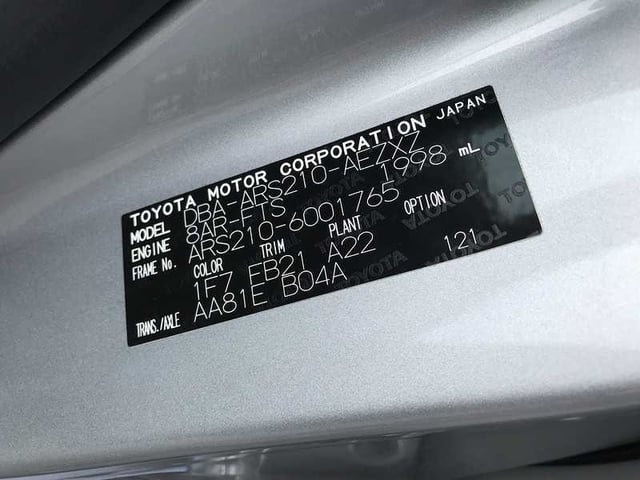 TOYOTA MOTOR CORPORATION JAPAN
MODEL DBA-ARS210-AEZXZ
ENGINE 8AR-FTS 1998 mL
FRAME No. ARS210-6001765
COLOR TRIM PLANT OPTION
1F7 FB21 A22 121
TRANS./AXLE AA81E B04A